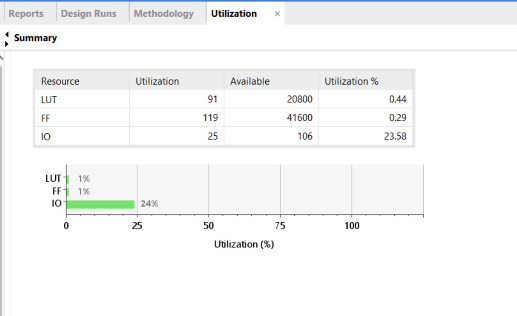 Reports Design Runs Methodology Utilization ×
Summary
Resource Utilization Available Utilization %
LUT 91 20800 0.44
FF 119 41600 0.29
IO 25 106 23.58
LUT 1%
FF 1%
IO 24%
0 25 50 75 100
Utilization (%)